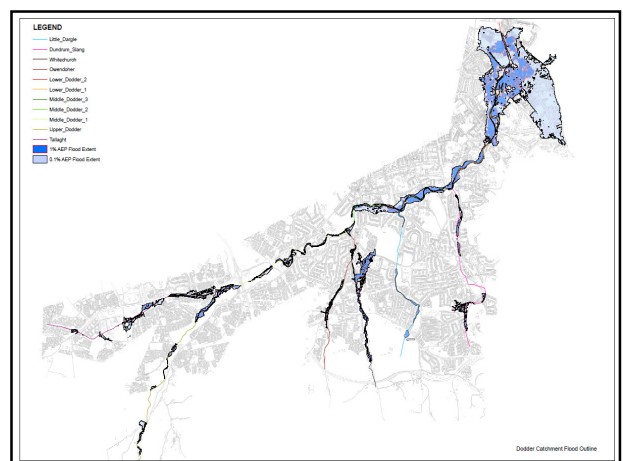 LEGEND
Little_Dargle
Dundrum_Slang
Whitechurch
Owendoher
Lower_Dodder_2
Lower_Dodder_1
Middle_Dodder_3
Middle_Dodder_2
Middle_Dodder_1
Upper_Dodder
Tallaght
1% AEP Flood Extent
0.1% AEP Flood Extent
Dodder Catchment Flood Outline